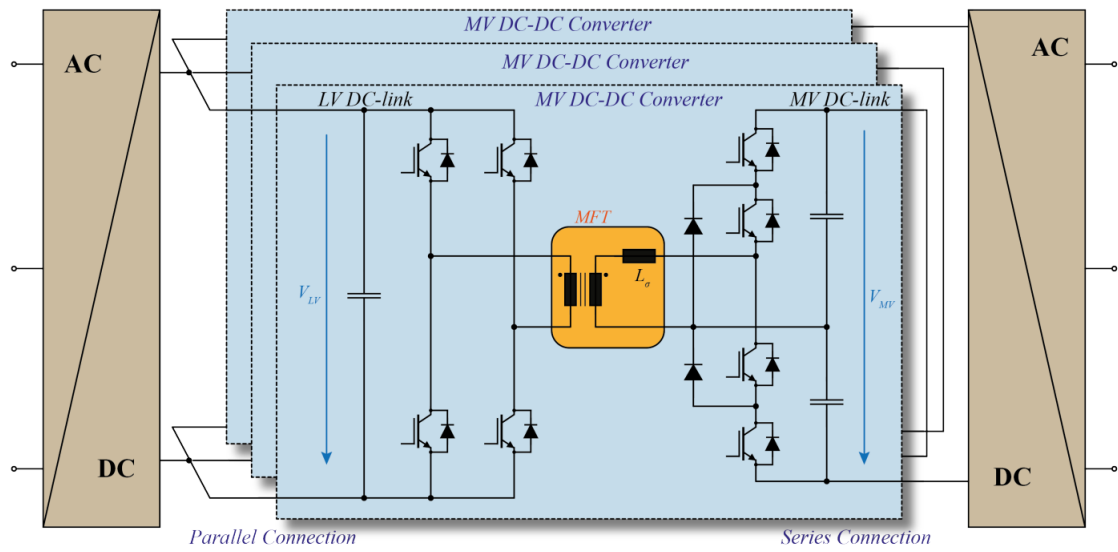 MV DC-DC Converter
MV DC-DC Converter
MV DC-DC Converter
AC
AC
LV DC-link
MV DC-link
MFT
Lσ
VLV
VMV
DC
DC
Parallel Connection
Series Connection